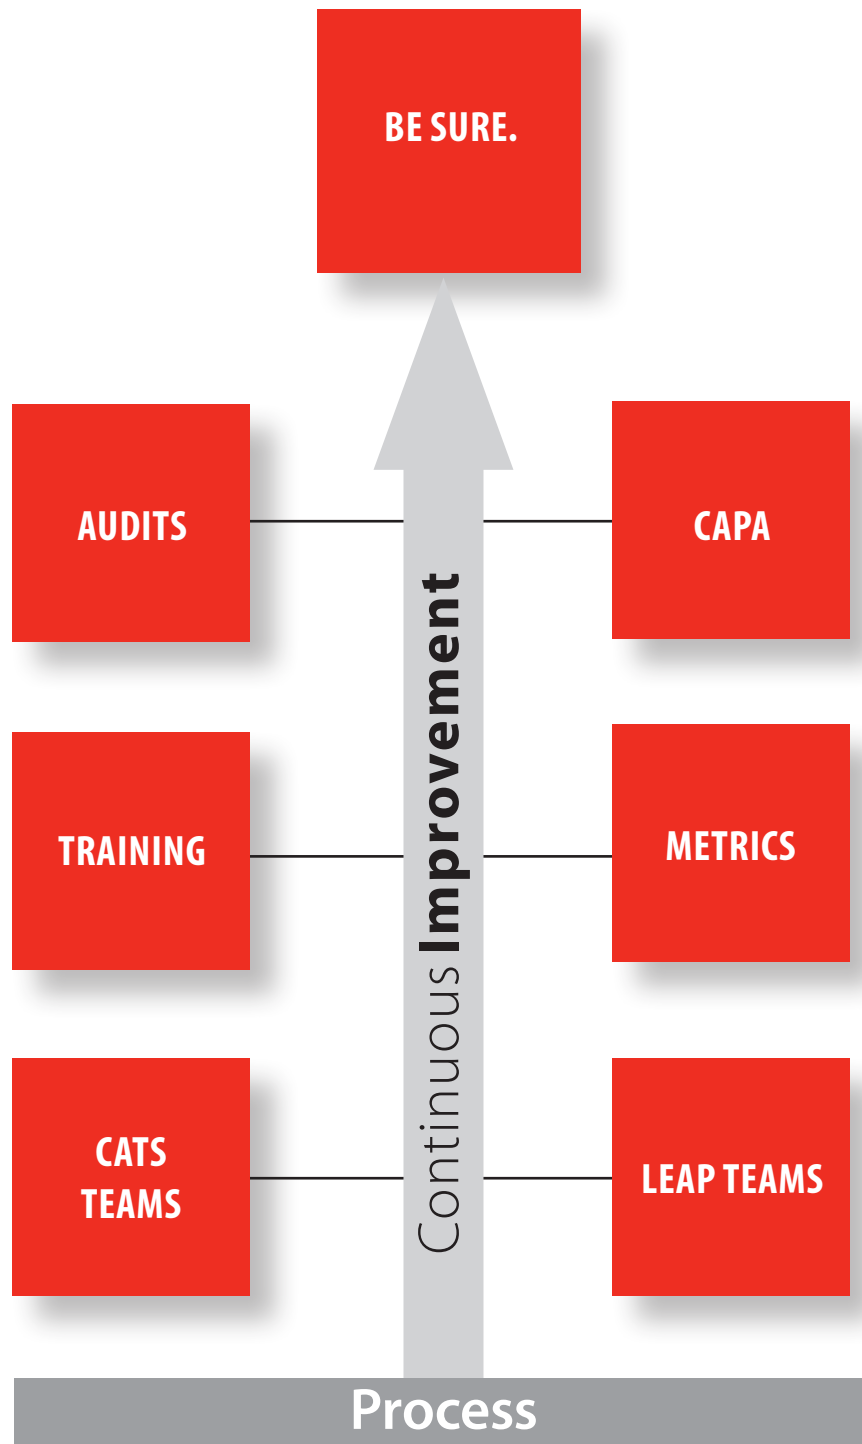 BE SURE.
AUDITS
CAPA
TRAINING
METRICS
CATS
TEAMS
LEAP TEAMS
Continuous Improvement
Process